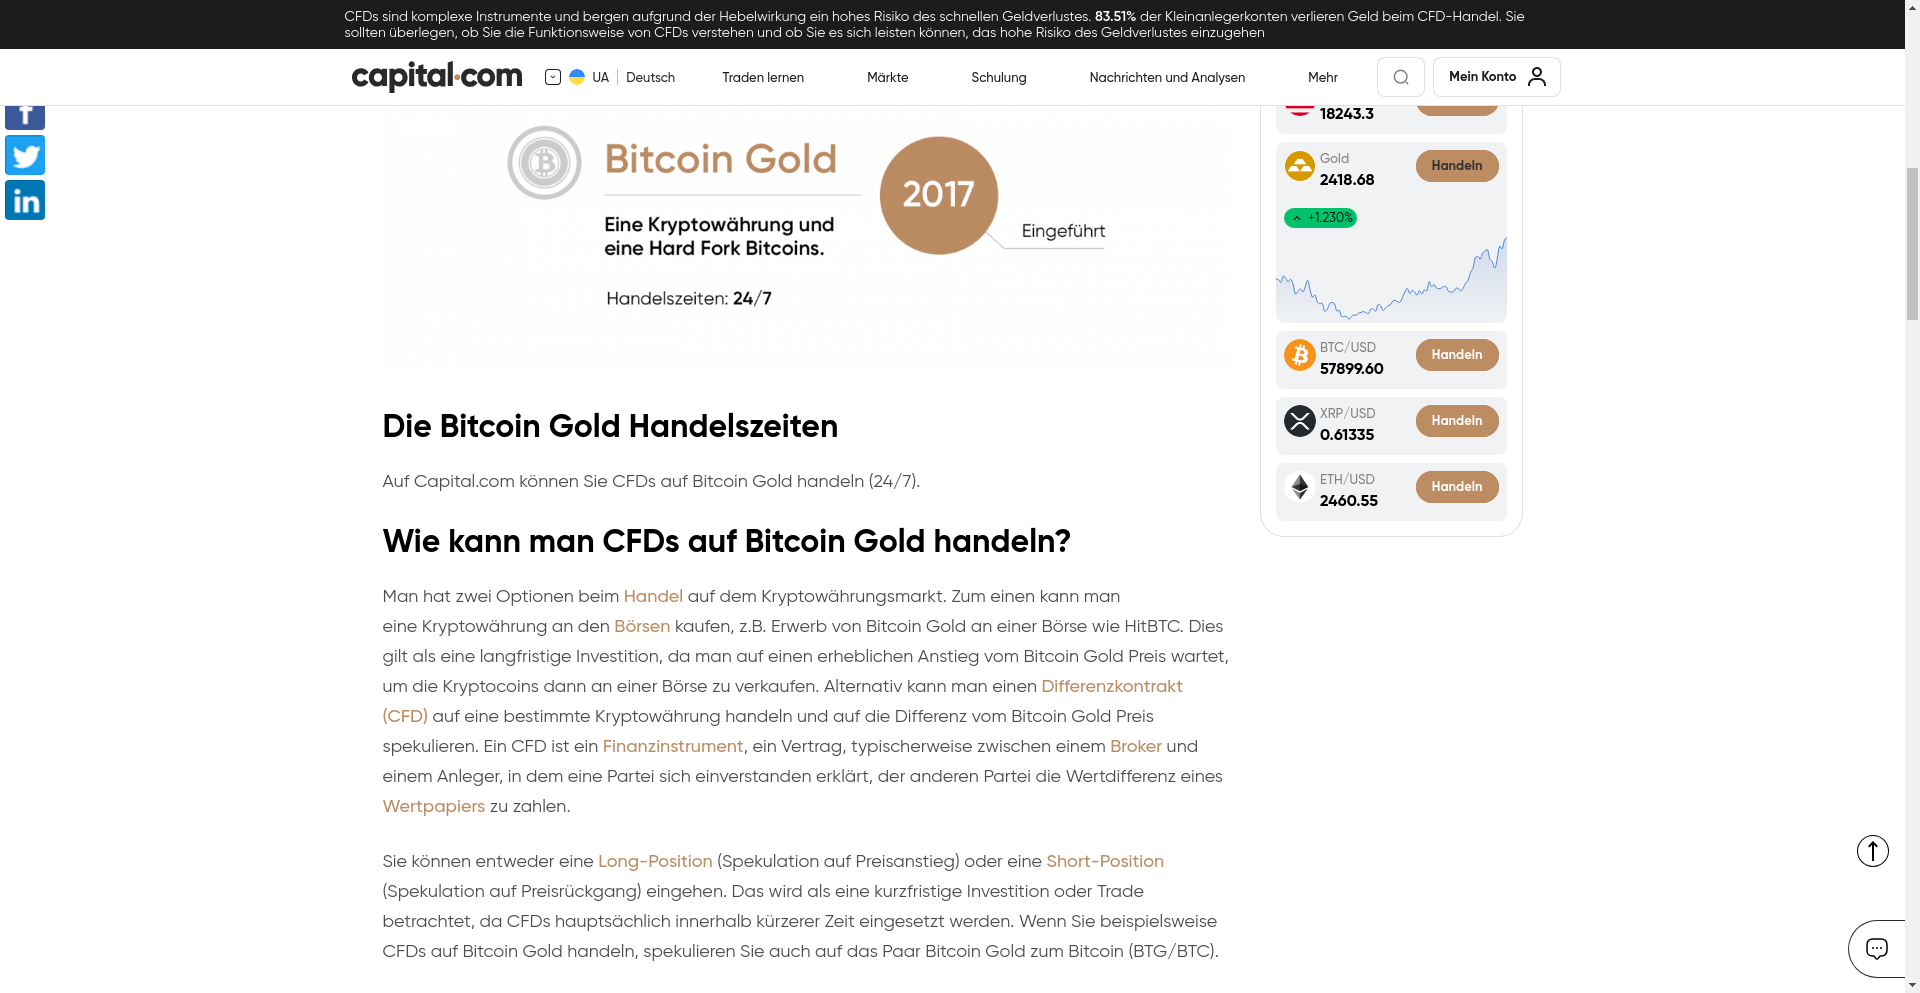 CFDs sind komplexe Instrumente und bergen aufgrund der Hebelwirkung ein hohes Risiko des schnellen Geldverlustes. 83.51% der Kleinanlegerkonten verlieren Geld beim CFD-Handel. Sie
sollten überlegen, ob Sie die Funktionsweise von CFDs verstehen und ob Sie es sich leisten können, das hohe Risiko des Geldverlustes einzugehen
capital.com UA Deutsch Traden lernen Märkte Schulung Nachrichten und Analysen Mehr Mein Konto
Bitcoin Gold
2017
Eingeführt
Eine Kryptowährung und
eine Hard Fork Bitcoins.
Handelszeiten: 24/7
Die Bitcoin Gold Handelszeiten
Auf Capital.com können Sie CFDs auf Bitcoin Gold handeln (24/7).
Wie kann man CFDs auf Bitcoin Gold handeln?
Man hat zwei Optionen beim Handel auf dem Kryptowährungsmarkt. Zum einen kann man
eine Kryptowährung an den Börsen kaufen, z.B. Erwerb von Bitcoin Gold an einer Börse wie HitBTC. Dies
gilt als eine langfristige Investition, da man auf einen erheblichen Anstieg vom Bitcoin Gold Preis wartet,
um die Kryptocoins dann an einer Börse zu verkaufen. Alternativ kann man einen Differenzkontrakt
(CFD) auf eine bestimmte Kryptowährung handeln und auf die Differenz vom Bitcoin Gold Preis
spekulieren. Ein CFD ist ein Finanzinstrument, ein Vertrag, typischerweise zwischen einem Broker und
einem Anleger, in dem eine Partei sich einverstanden erklärt, der anderen Partei die Wertdifferenz eines
Wertpapiers zu zahlen.
Sie können entweder eine Long-Position (Spekulation auf Preisanstieg) oder eine Short-Position
(Spekulation auf Preisrückgang) eingehen. Das wird als eine kurzfristige Investition oder Trade
betrachtet, da CFDs hauptsächlich innerhalb kürzerer Zeit eingesetzt werden. Wenn Sie beispielsweise
CFDs auf Bitcoin Gold handeln, spekulieren Sie auch auf das Paar Bitcoin Gold zum Bitcoin (BTG/BTC).
18243.3
Gold
2418.68
Handeln
+1.230%
BTC/USD
57899.60
Handeln
XRP/USD
0.61335
Handeln
ETH/USD
2460.55
Handeln